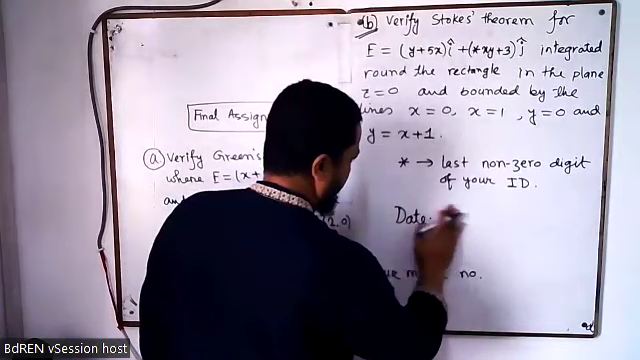 Final Assign
(a) Verify Green's
where E=(x+
and
2,0)
(b) Verify Stokes' theorem for
E = (y+5x)î+(*xy+3)ĵ integrated
round the rectangle in the plane
z=0 and bounded by the
lines x=0, x=1, y=0 and
y = x+1.
* → last non-zero digit
of your ID.
Date:
no.
BdREN vSession host